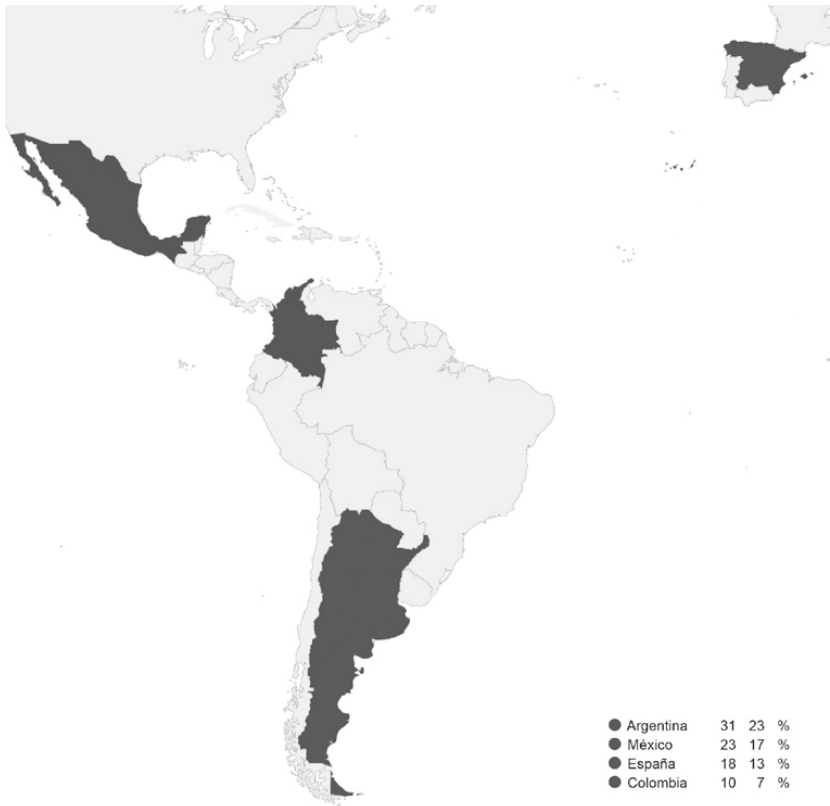 Argentina 31 23 %
México 23 17 %
España 18 13 %
Colombia 10 7 %